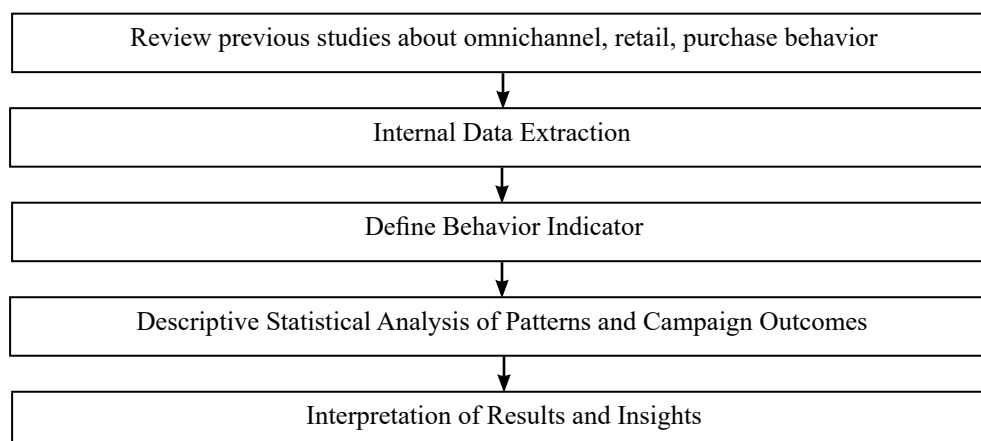 Review previous studies about omnichannel, retail, purchase behavior
Internal Data Extraction
Define Behavior Indicator
Descriptive Statistical Analysis of Patterns and Campaign Outcomes
Interpretation of Results and Insights